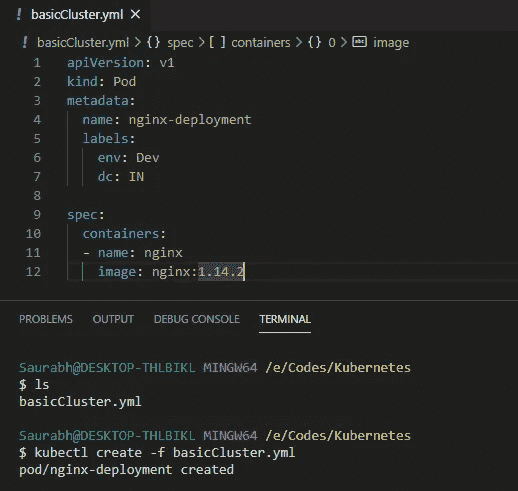 ! basicCluster.yml ×
! basicCluster.yml > {} spec > [ ] containers > {} 0 > abc image
1 apiVersion: v1
2 kind: Pod
3 metadata:
4   name: nginx-deployment
5   labels:
6     env: Dev
7     dc: IN
8
9 spec:
10   containers:
11   - name: nginx
12     image: nginx:1.14.2
PROBLEMS OUTPUT DEBUG CONSOLE TERMINAL
Saurabh@DESKTOP-THLBIKL MINGW64 /e/Codes/Kubernetes
$ ls
basicCluster.yml
Saurabh@DESKTOP-THLBIKL MINGW64 /e/Codes/Kubernetes
$ kubectl create -f basicCluster.yml
pod/nginx-deployment created